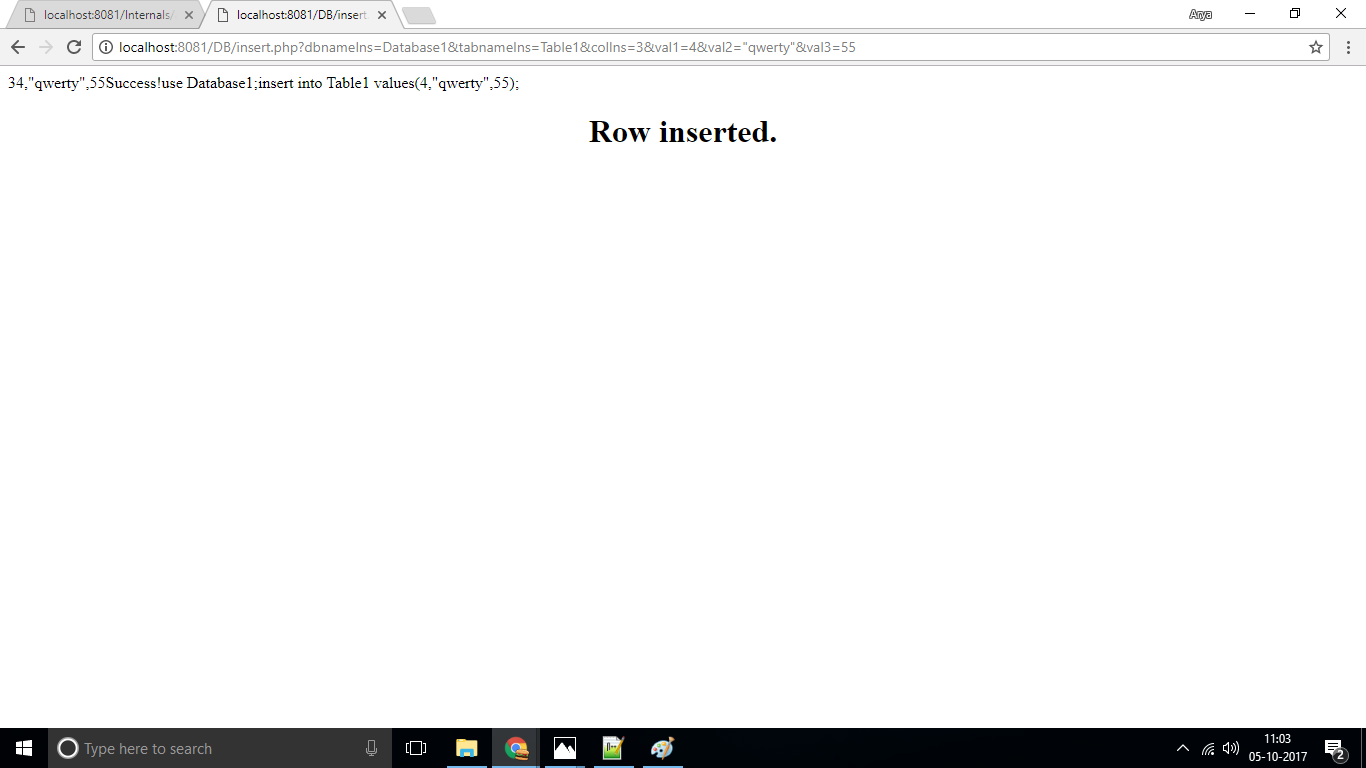 localhost:8081/Internals/
localhost:8081/DB/insert.
Arya
localhost:8081/DB/insert.php?dbnameIns=Database1&tabnameIns=Table1&colIns=3&val1=4&val2="qwerty"&val3=55
34,"qwerty",55Success!use Database1;insert into Table1 values(4,"qwerty",55);
Row inserted.
Type here to search
11:03
05-10-2017
2